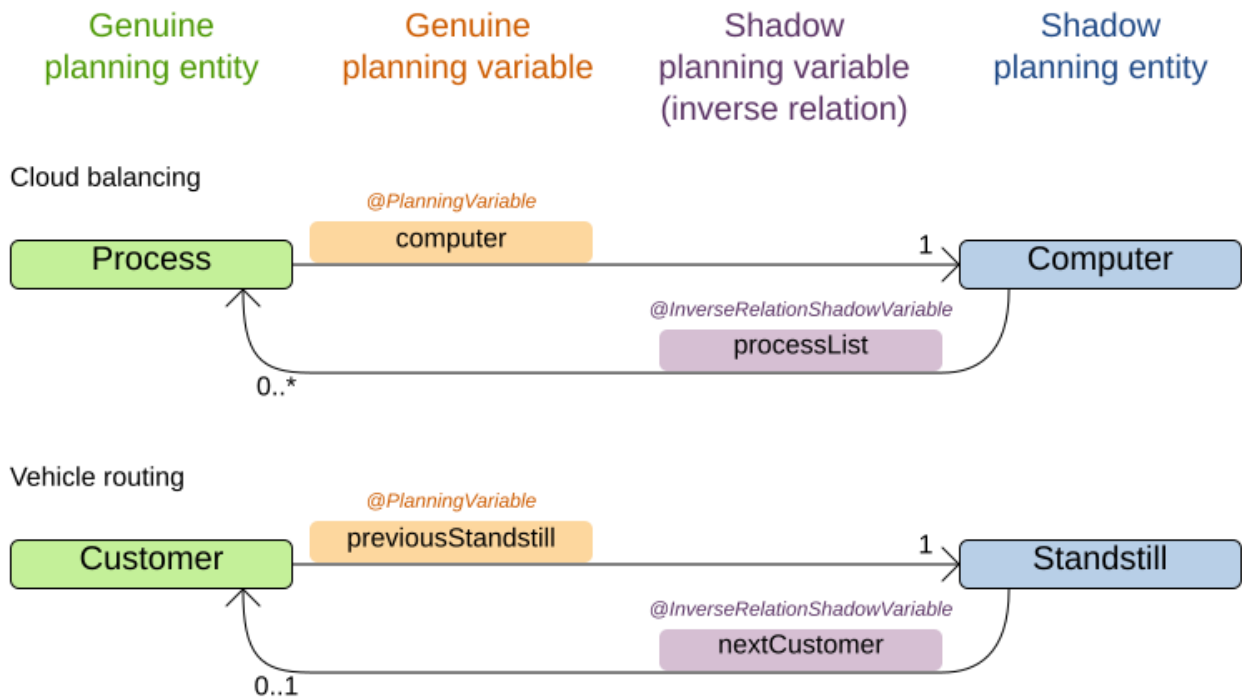 Genuine
planning entity
Genuine
planning variable
Shadow
planning variable
(inverse relation)
Shadow
planning entity
Cloud balancing
@PlanningVariable
computer
Process
1
Computer
@InverseRelationShadowVariable
processList
0..*
Vehicle routing
@PlanningVariable
previousStandstill
Customer
1
Standstill
@InverseRelationShadowVariable
nextCustomer
0..1